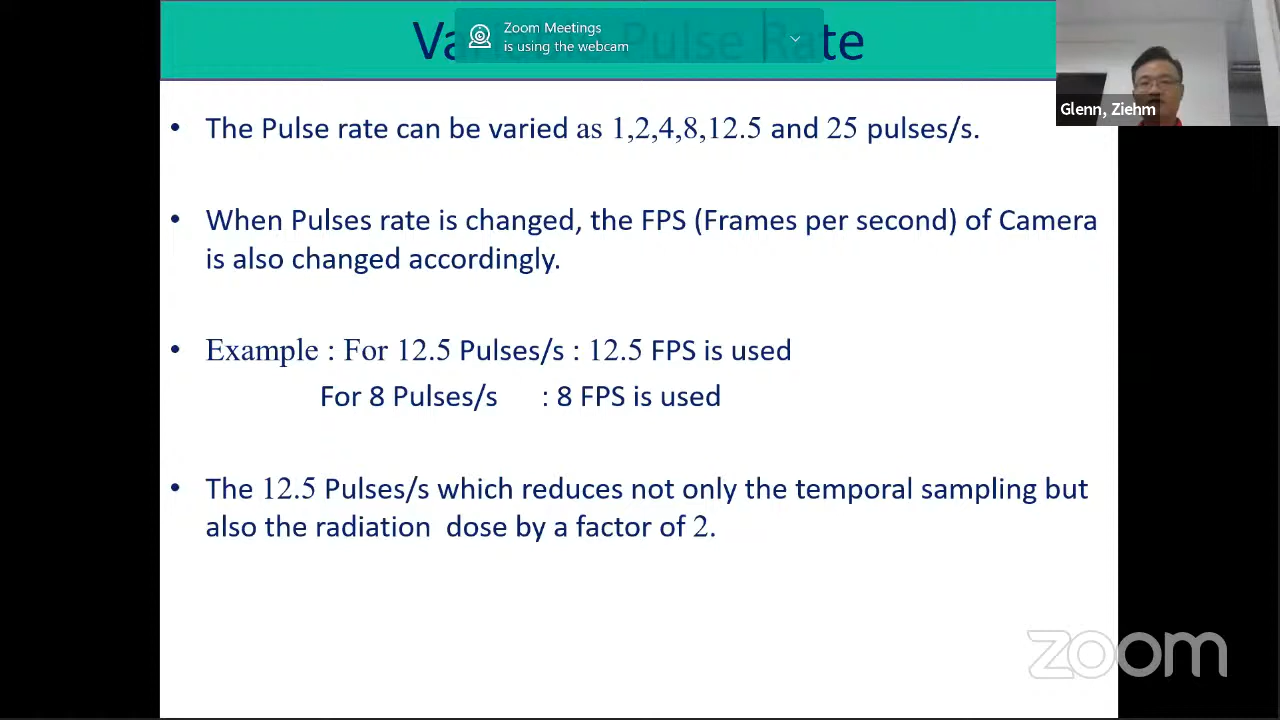 Variable Pulse Rate
Zoom Meetings
is using the webcam
Glenn, Ziehm
• The Pulse rate can be varied as 1,2,4,8,12.5 and 25 pulses/s.
• When Pulses rate is changed, the FPS (Frames per second) of Camera
is also changed accordingly.
• Example : For 12.5 Pulses/s : 12.5 FPS is used
For 8 Pulses/s : 8 FPS is used
• The 12.5 Pulses/s which reduces not only the temporal sampling but
also the radiation dose by a factor of 2.
zoom